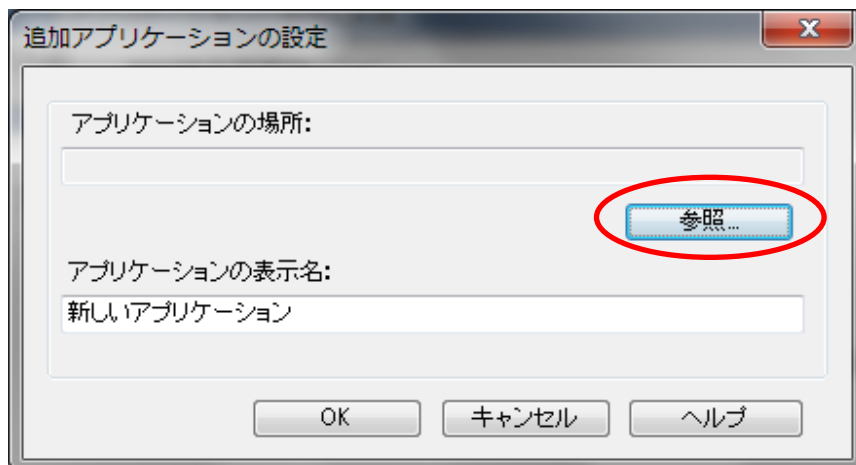 追加アプリケーションの設定
アプリケーションの場所:
参照...
アプリケーションの表示名:
新しいアプリケーション
OK キャンセル ヘルプ